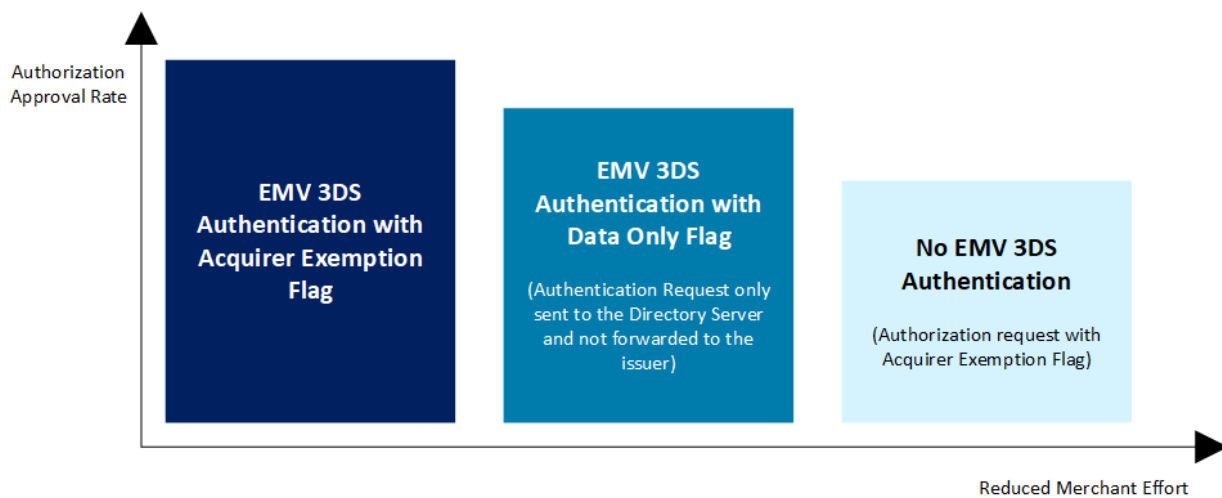 Authorization
Approval Rate
EMV 3DS
Authentication with
Acquirer Exemption
Flag
EMV 3DS
Authentication with
Data Only Flag
(Authentication Request only
sent to the Directory Server
and not forwarded to the
issuer)
No EMV 3DS
Authentication
(Authorization request with
Acquirer Exemption Flag)
Reduced Merchant Effort